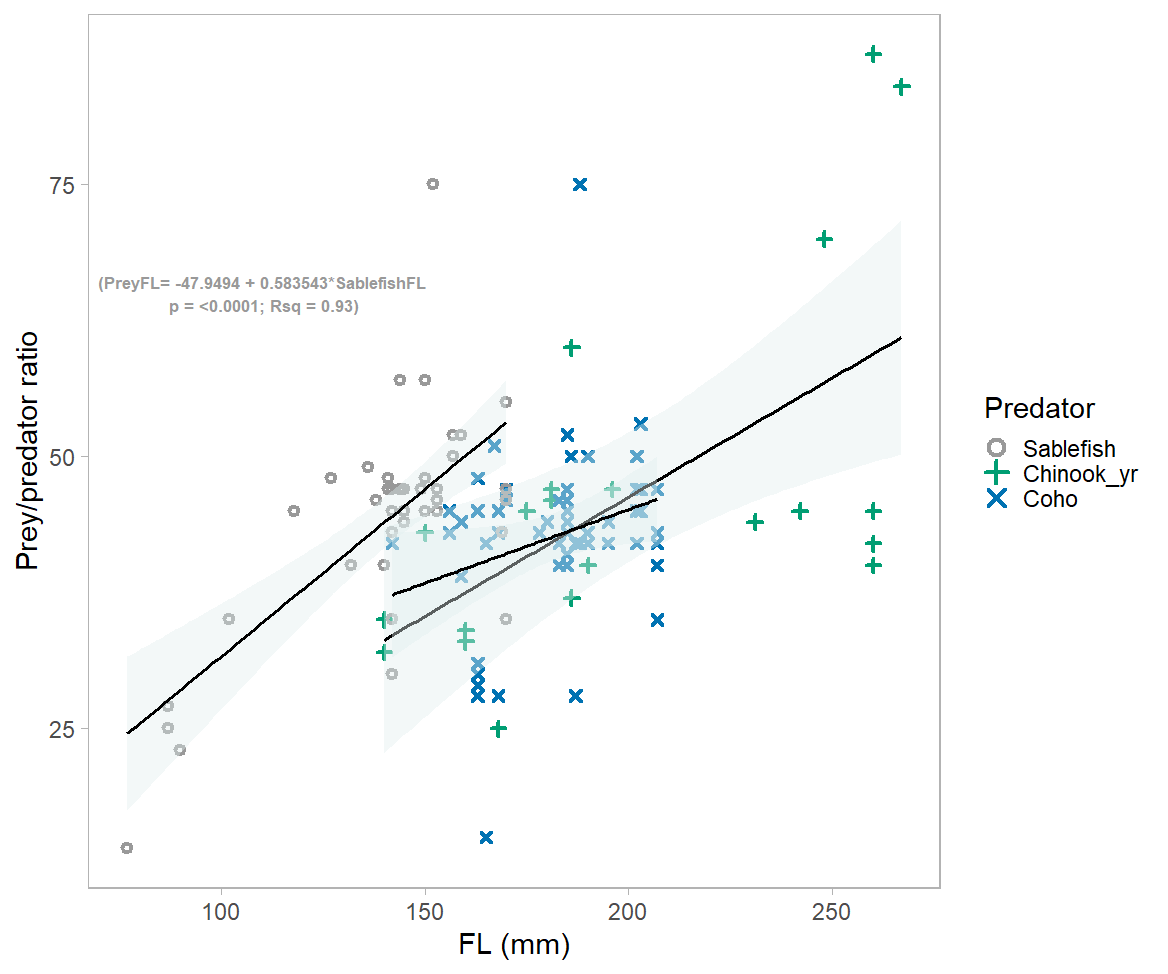 75
50
25
Prey/predator ratio
(PreyFL= -47.9494 + 0.583543*SablefishFL
p = <0.0001; Rsq = 0.93)
100 150 200 250
FL (mm)
Predator
Sablefish
Chinook_yr
Coho